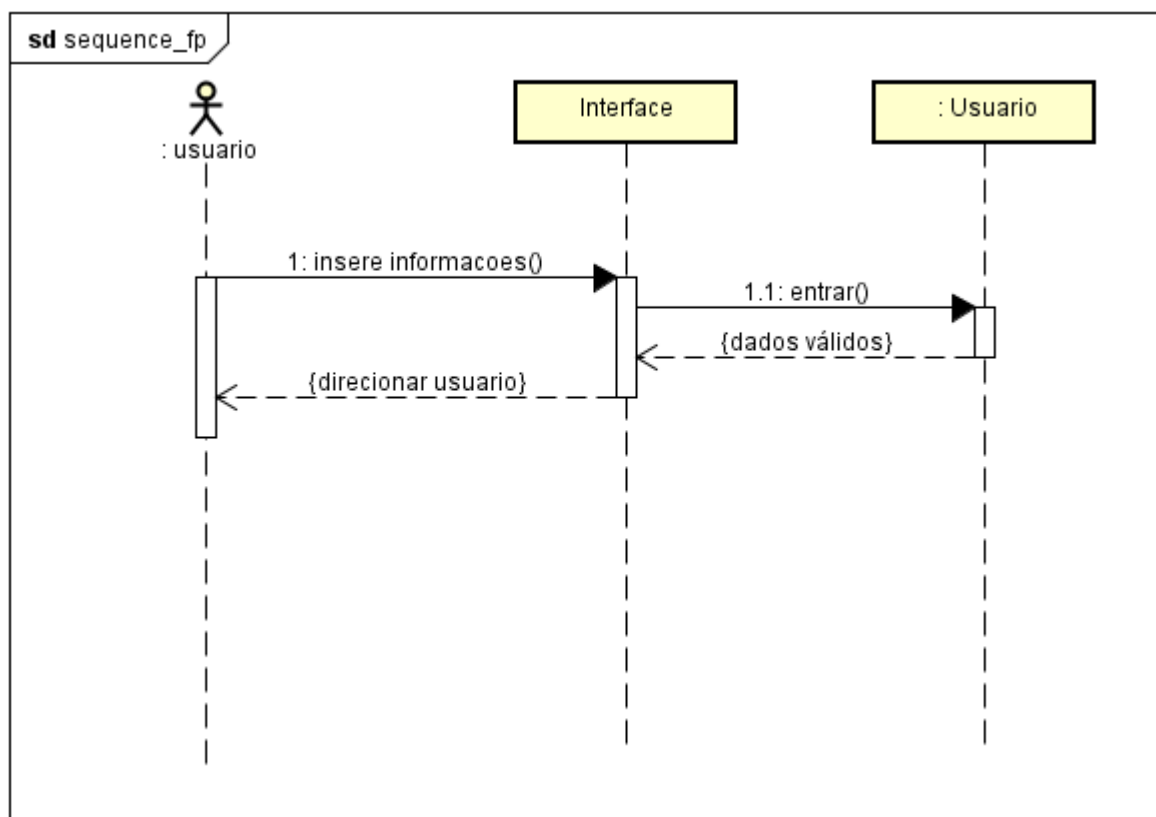 sd sequence_fp
: usuario
Interface
: Usuario
1: insere informacoes()
1.1: entrar()
{dados válidos}
{direcionar usuario}